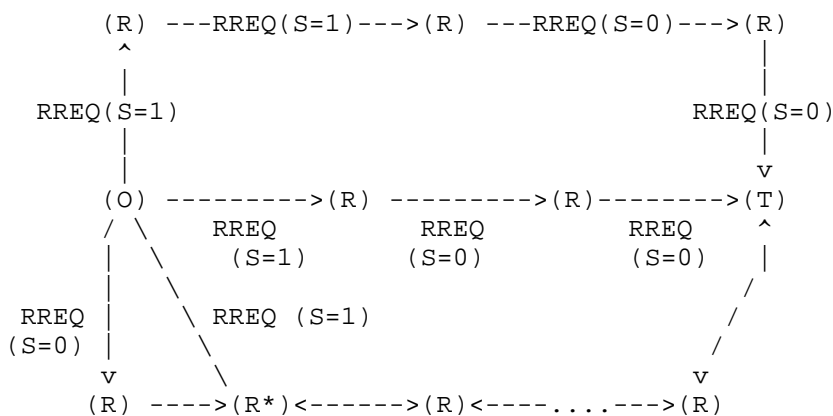 (R) ---RREQ(S=1)--->(R) ---RREQ(S=0)--->(R)
^ |
| |
RREQ(S=1) RREQ(S=0)
| |
| v
(O) --------->(R) --------->(R)-------->(T)
/ \ RREQ RREQ RREQ ^
| \ (S=1) (S=0) (S=0) |
| \ /
RREQ | \ RREQ (S=1) /
(S=0) | \ /
v \ v
(R) ---->(R*)<------>(R)<----....--->(R)